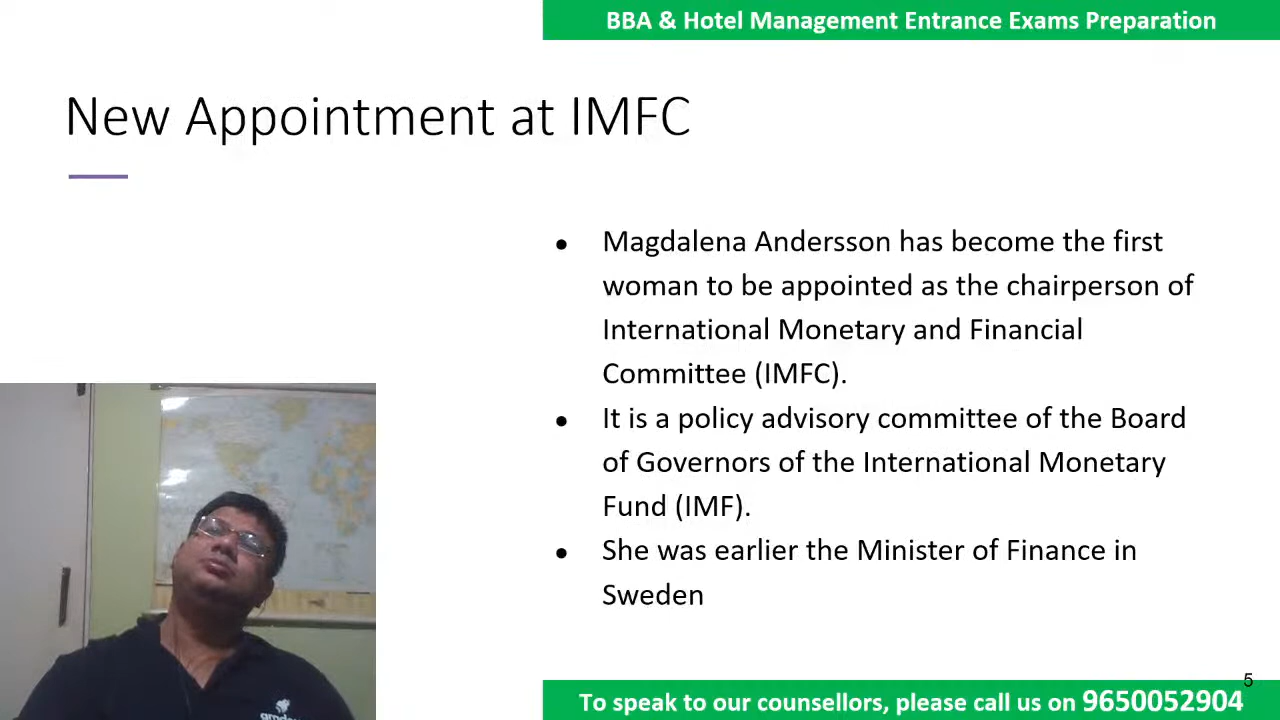 BBA & Hotel Management Entrance Exams Preparation
New Appointment at IMFC
● Magdalena Andersson has become the first
woman to be appointed as the chairperson of
International Monetary and Financial
Committee (IMFC).
● It is a policy advisory committee of the Board
of Governors of the International Monetary
Fund (IMF).
● She was earlier the Minister of Finance in
Sweden
5
To speak to our counsellors, please call us on 9650052904